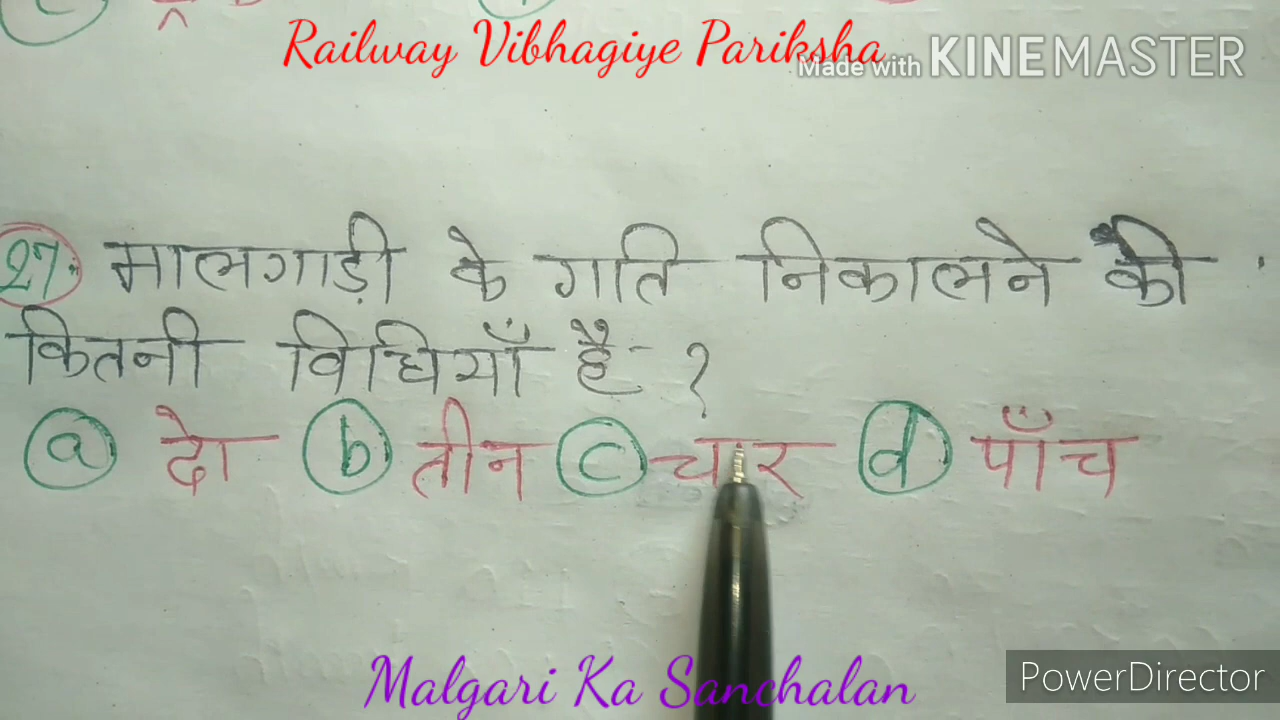 Railway Vibhagiye Pariksha
Made with KINEMASTER
27. मालगाड़ी के गति निकालने की
कितनी विधियाँ है ?
a दो b तीन c चार d पाँच
Malgari Ka Sanchalan
PowerDirector